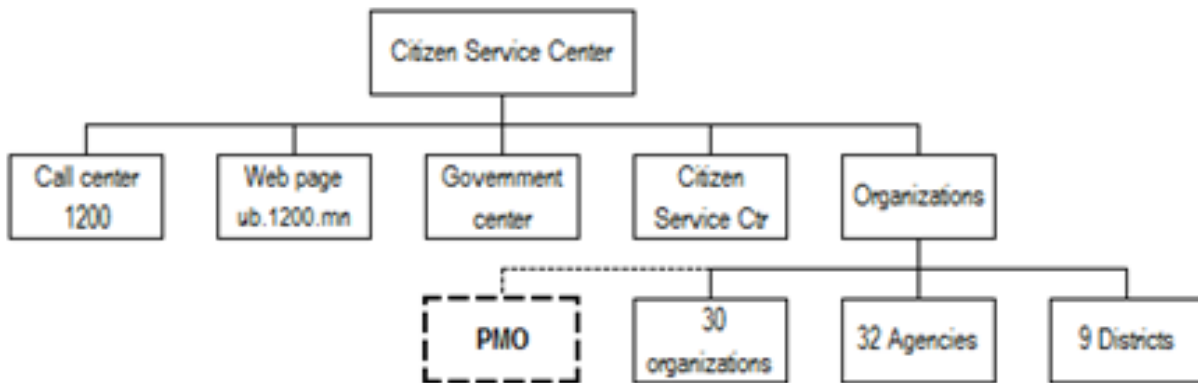 Citizen Service Center
Call center
1200
Web page
ub.1200.mn
Government
center
Citizen
Service Ctr
Organizations
PMO
30
organizations
32 Agencies
9 Districts